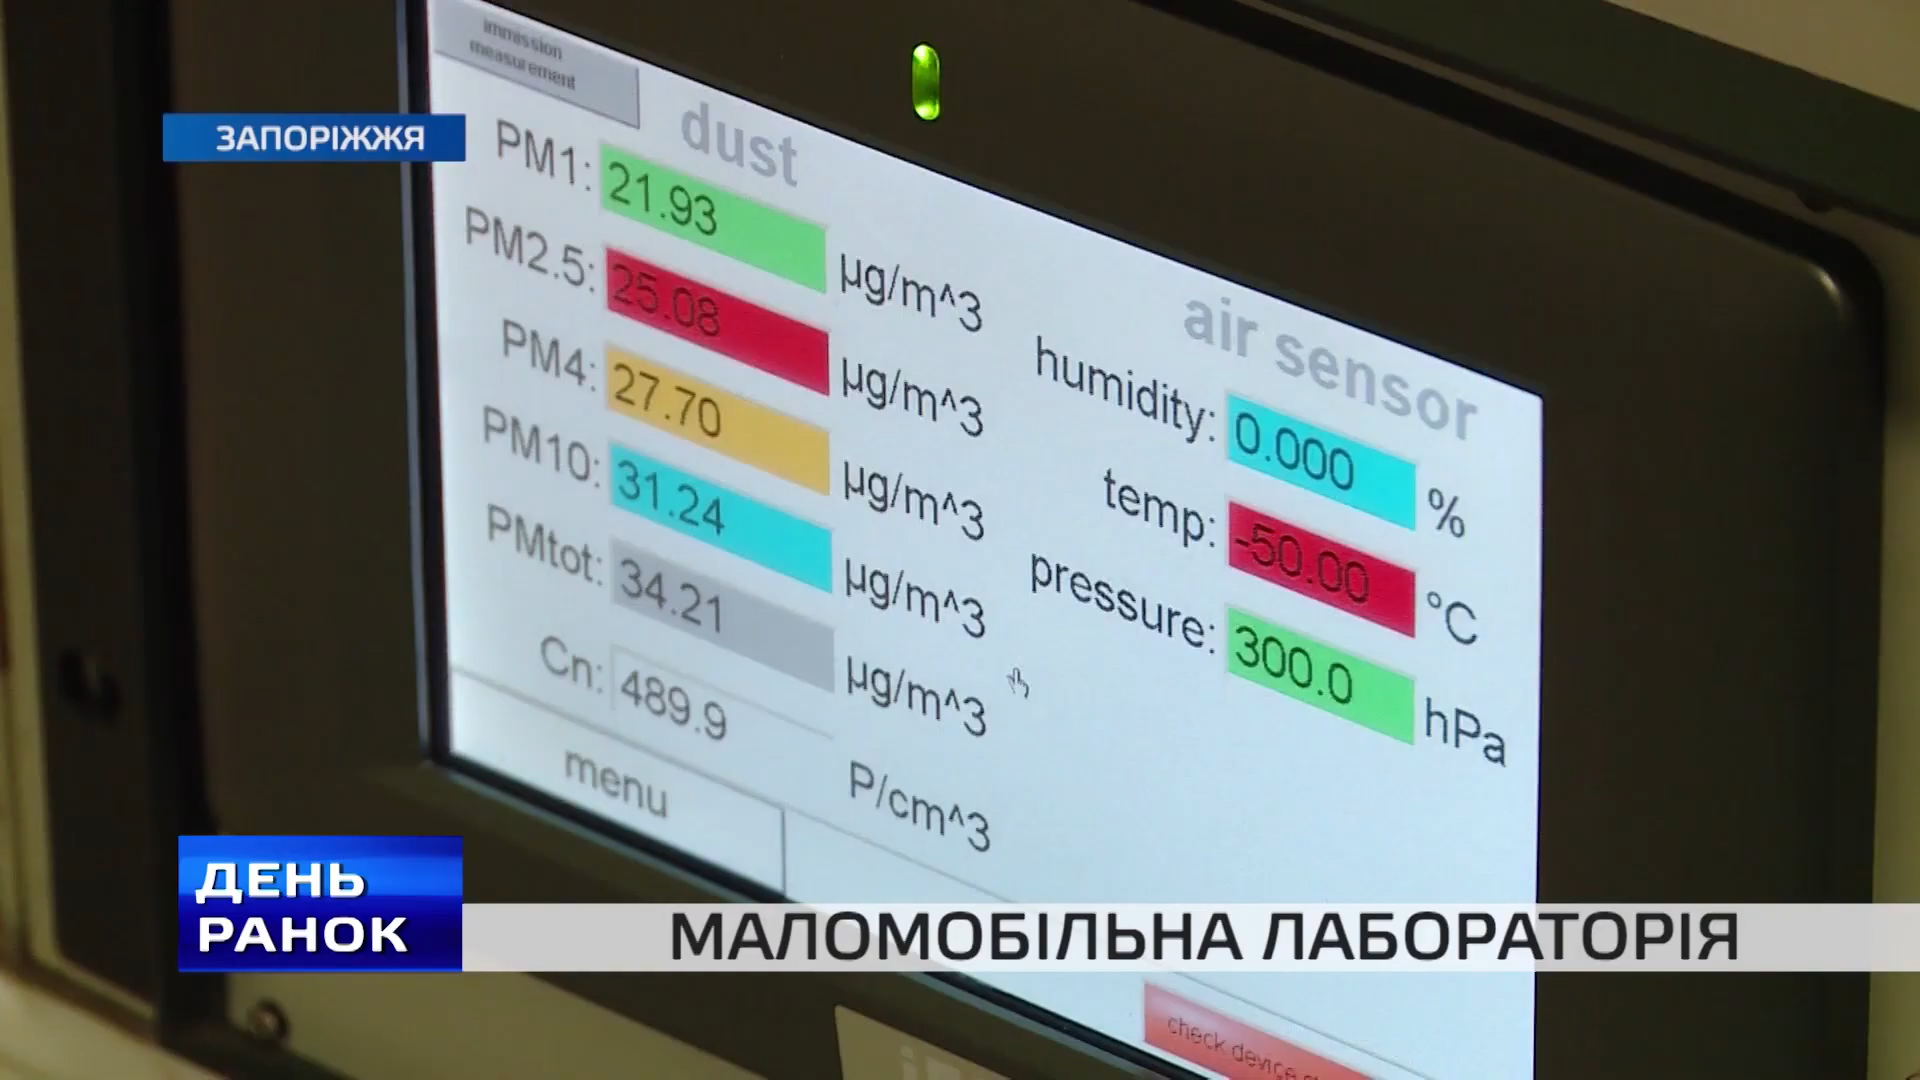 immission
measurement
ЗАПОРІЖЖЯ
dust
PM1: 21.93 µg/m^3
PM2.5: 25.08 µg/m^3
PM4: 27.70 µg/m^3
PM10: 31.24 µg/m^3
PMtot: 34.21 µg/m^3
Cn: 489.9 P/cm^3
air sensor
humidity: 0.000 %
temp: -50.00 °C
pressure: 300.0 hPa
menu
ДЕНЬ
РАНОК
МАЛОМОБІЛЬНА ЛАБОРАТОРІЯ
check device